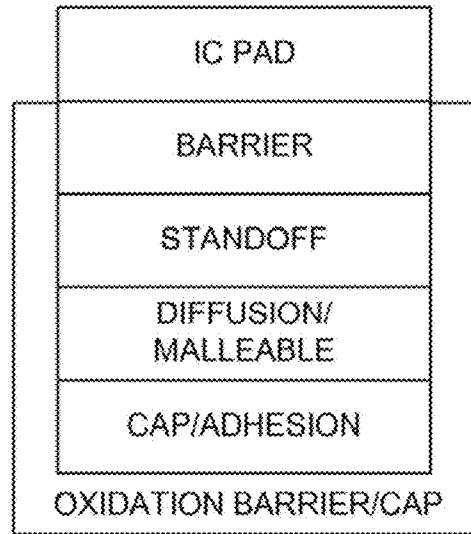 IC PAD
BARRIER
STANDOFF
DIFFUSION/
MALLEABLE
CAP/ADHESION
OXIDATION BARRIER/CAP